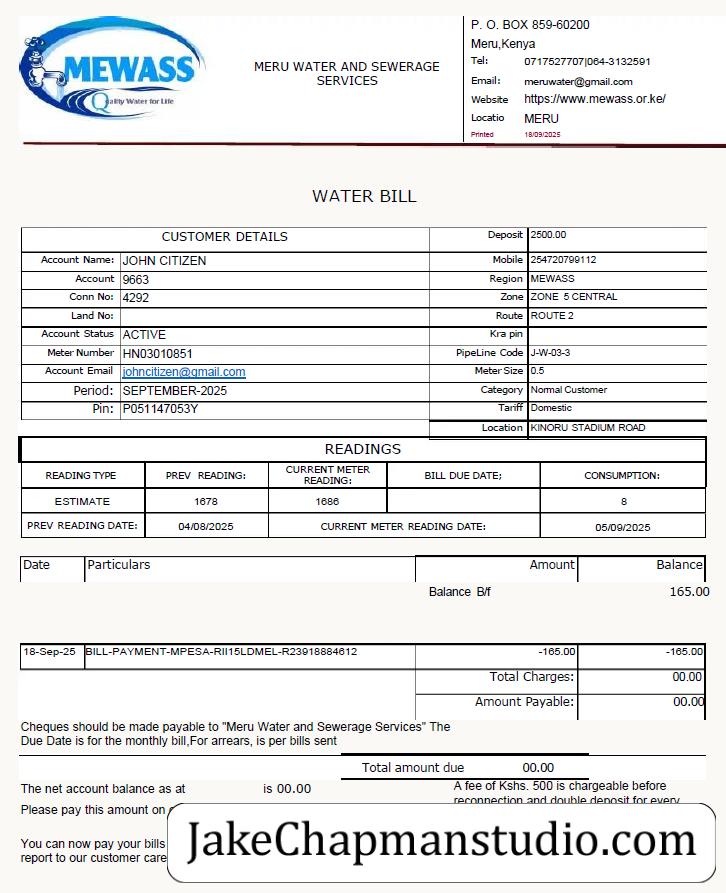 MEWASS
Quality Water for Life
MERU WATER AND SEWERAGE
SERVICES
P. O. BOX 859-60200
Meru,Kenya
Tel: 0717527707|064-3132591
Email: meruwater@gmail.com
Website https://www.mewass.or.ke/
Locatio MERU
Printed 18/09/2025
WATER BILL
CUSTOMER DETAILS Deposit 2500.00
Account Name: JOHN CITIZEN Mobile 254720799112
Account 9663 Region MEWASS
Conn No: 4292 Zone ZONE 5 CENTRAL
Land No: Route ROUTE 2
Account Status ACTIVE Kra pin
Meter Number HN03010851 PipeLine Code J-W-03-3
Account Email johncitizen@gmail.com Meter Size 0.5
Period: SEPTEMBER-2025 Category Normal Customer
Pin: P051147053Y Tariff Domestic
Location KINORU STADIUM ROAD
READINGS
READING TYPE PREV READING: CURRENT METER READING: BILL DUE DATE; CONSUMPTION:
ESTIMATE 1678 1686 8
PREV READING DATE: 04/08/2025 CURRENT METER READING DATE: 05/09/2025
Date Particulars Amount Balance
Balance B/f 165.00
18-Sep-25 BILL-PAYMENT-MPESA-RII15LDMEL-R23918884612 -165.00 -165.00
Total Charges: 00.00
Amount Payable: 00.00
Cheques should be made payable to "Meru Water and Sewerage Services" The
Due Date is for the monthly bill,For arrears, is per bills sent
Total amount due 00.00
The net account balance as at is 00.00 A fee of Kshs. 500 is chargeable before
reconnection and double deposit for every
Please pay this amount on
You can now pay your bills
report to our customer care
JakeChapmanstudio.com